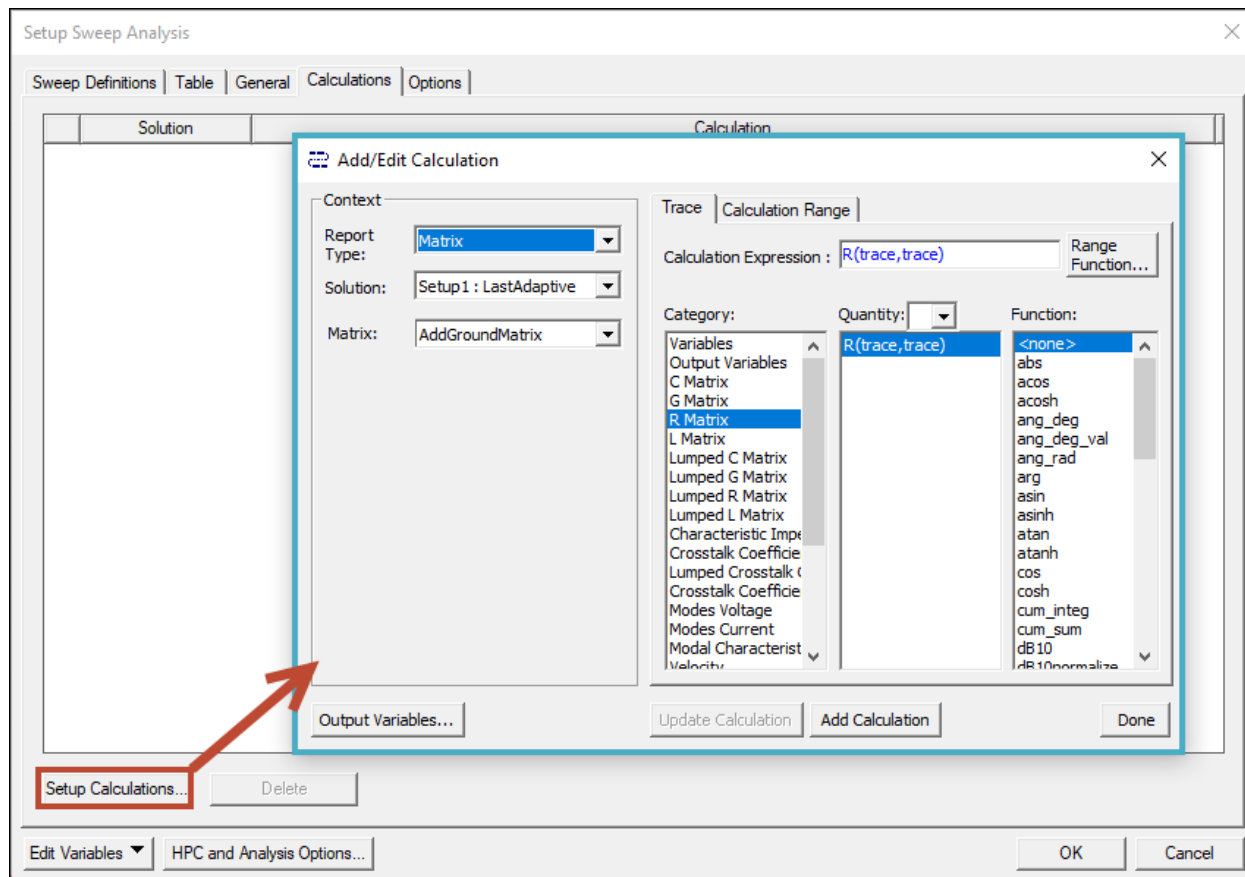 Setup Sweep Analysis
Sweep Definitions Table General Calculations Options
Solution Calculation
Add/Edit Calculation
Context
Report
Type:
Matrix
Solution:
Setup1 : LastAdaptive
Matrix:
AddGroundMatrix
Trace Calculation Range
Calculation Expression :
R(trace,trace)
Range
Function...
Category:
Variables
Output Variables
C Matrix
G Matrix
R Matrix
L Matrix
Lumped C Matrix
Lumped G Matrix
Lumped R Matrix
Lumped L Matrix
Characteristic Impe
Crosstalk Coefficie
Lumped Crosstalk C
Crosstalk Coefficie
Modes Voltage
Modes Current
Modal Characterist
Velocity
Quantity:
R(trace,trace)
Function:
<none>
abs
acos
acosh
ang_deg
ang_deg_val
ang_rad
arg
asin
asinh
atan
atanh
cos
cosh
cum_integ
cum_sum
dB10
dB10normalize
Output Variables...
Update Calculation
Add Calculation
Done
Setup Calculations...
Delete
Edit Variables
HPC and Analysis Options...
OK
Cancel